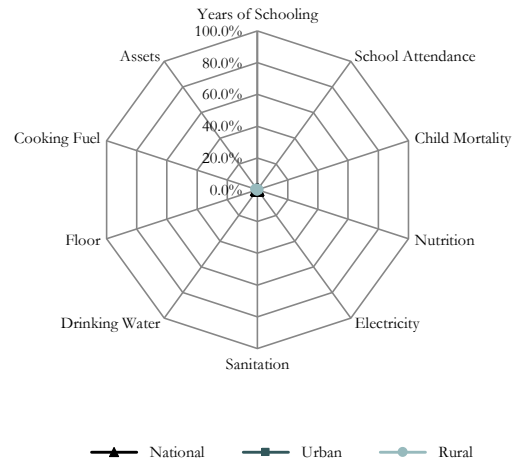 Years of Schooling
100.0%
Assets
School Attendance
80.0%
60.0%
40.0%
Cooking Fuel
Child Mortality
20.0%
0.0%
Floor
Nutrition
Drinking Water
Electricity
Sanitation
National Urban Rural